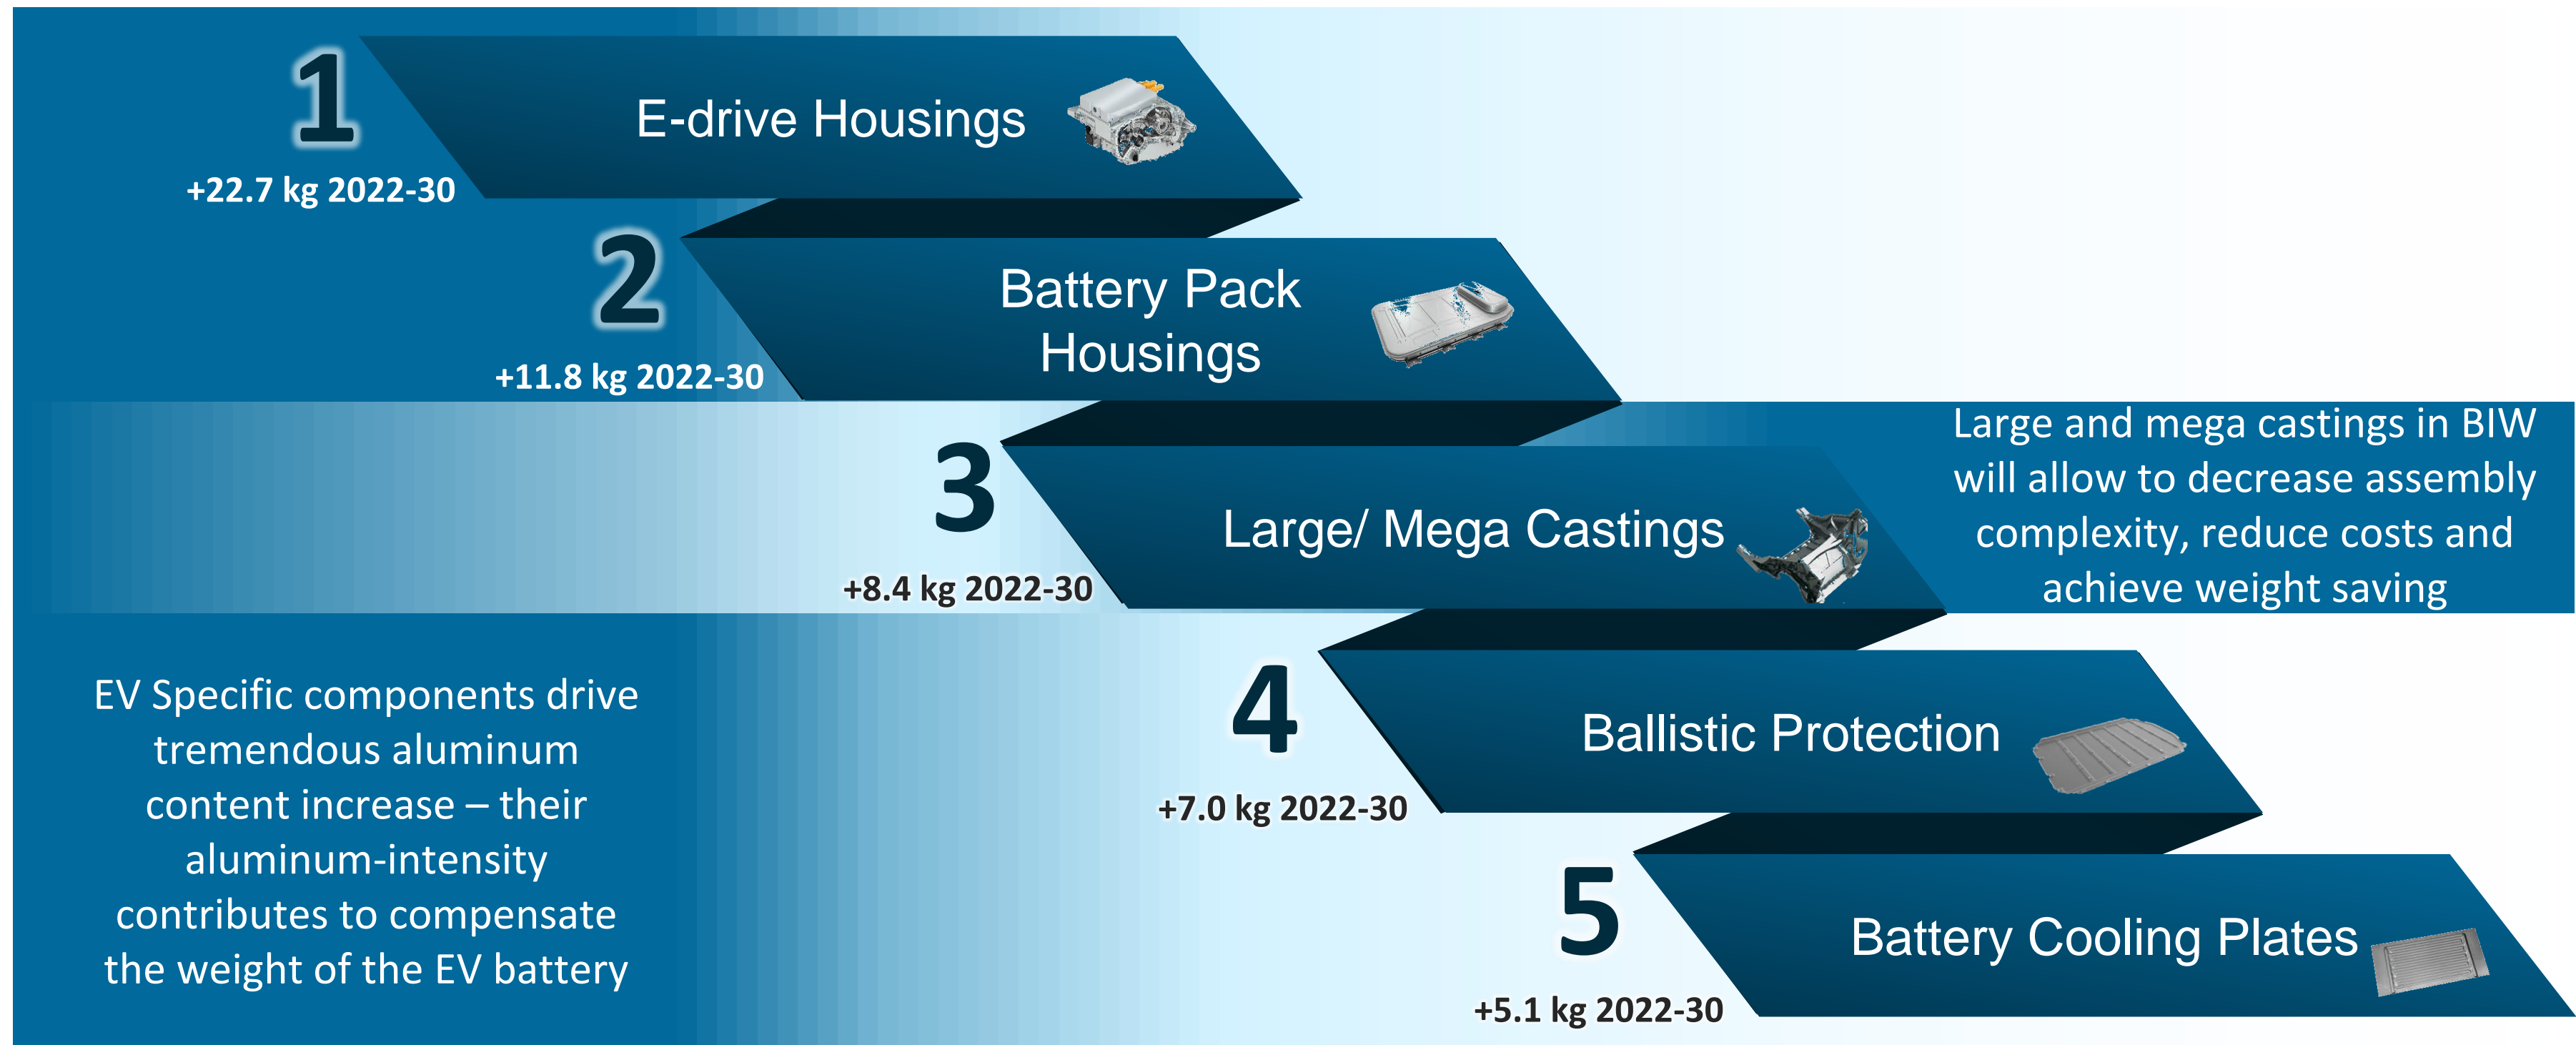 1
E-drive Housings
+22.7 kg 2022-30
2
Battery Pack
Housings
+11.8 kg 2022-30
3
Large/ Mega Castings
+8.4 kg 2022-30
Large and mega castings in BIW
will allow to decrease assembly
complexity, reduce costs and
achieve weight saving
4
Ballistic Protection
+7.0 kg 2022-30
EV Specific components drive
tremendous aluminum
content increase – their
aluminum-intensity
contributes to compensate
the weight of the EV battery
5
Battery Cooling Plates
+5.1 kg 2022-30